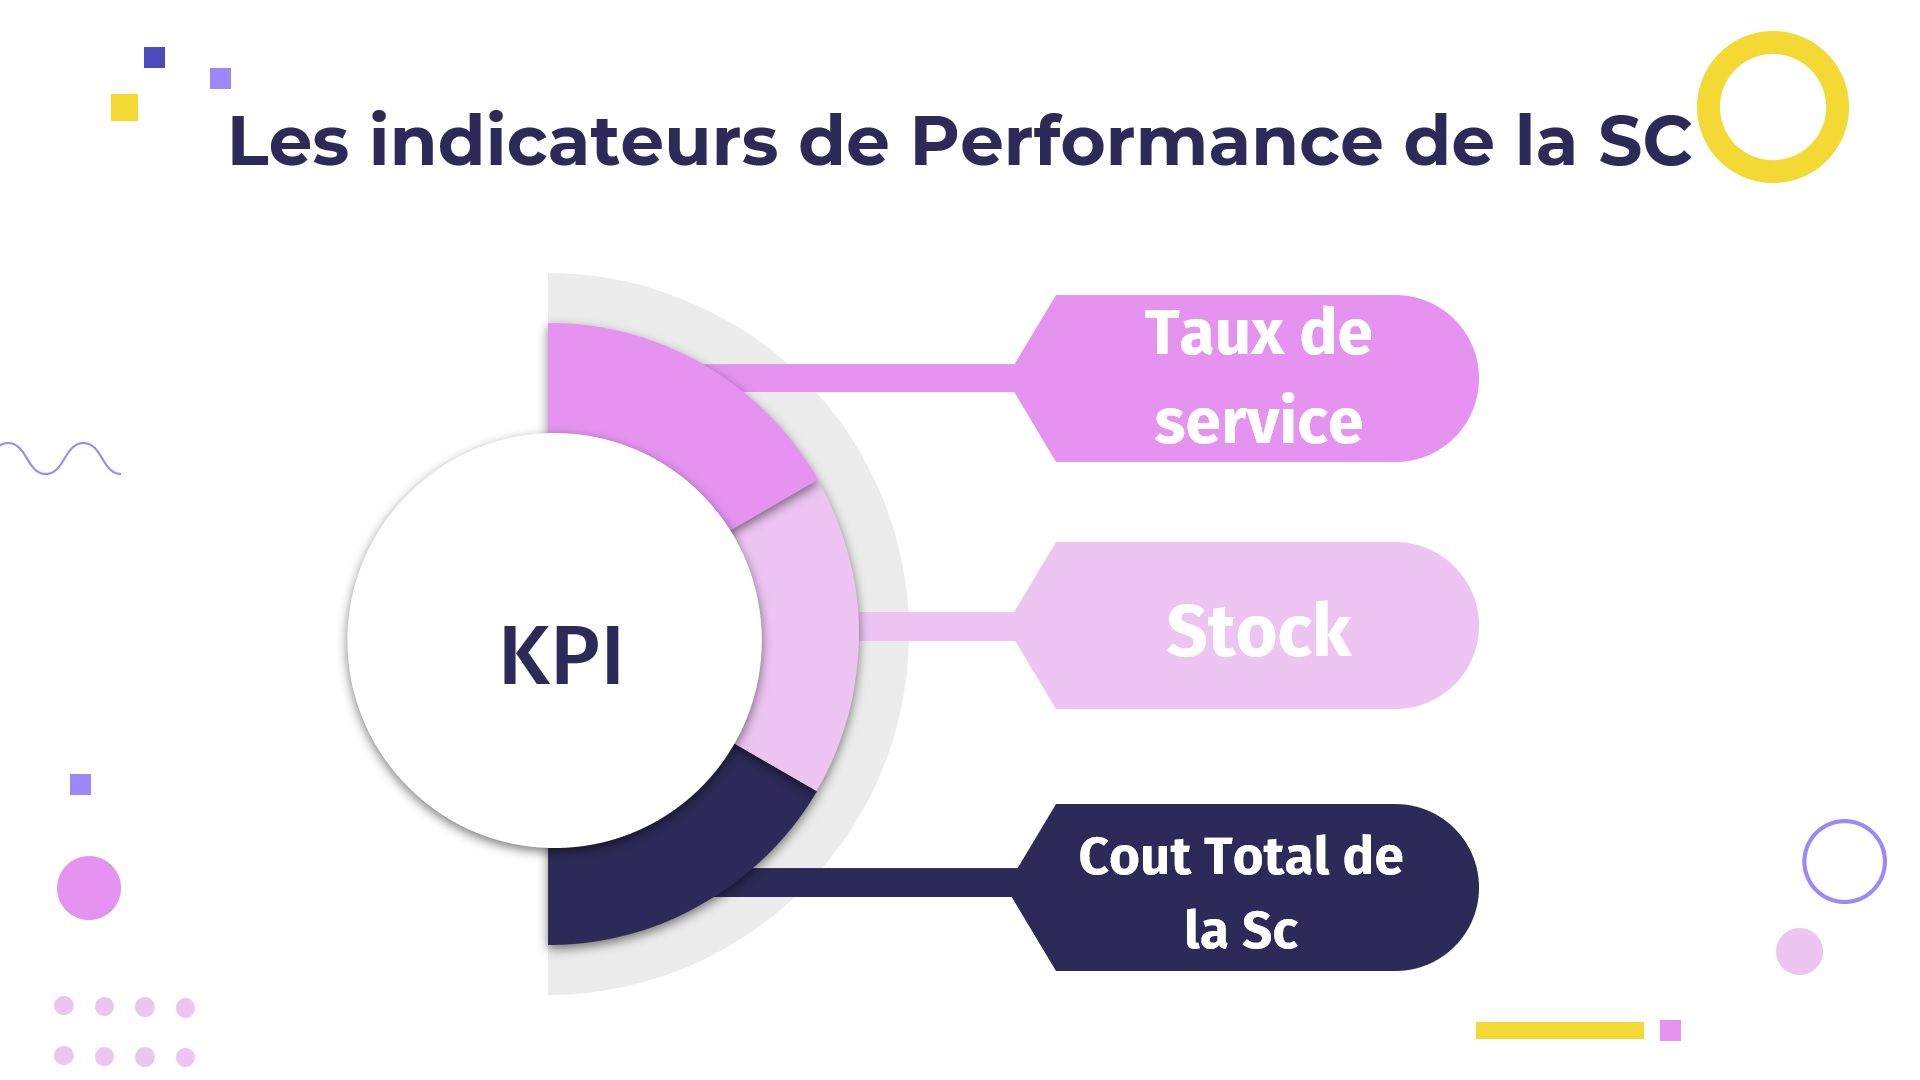 Les indicateurs de Performance de la SC
KPI
Taux de
service
Stock
Cout Total de
la Sc